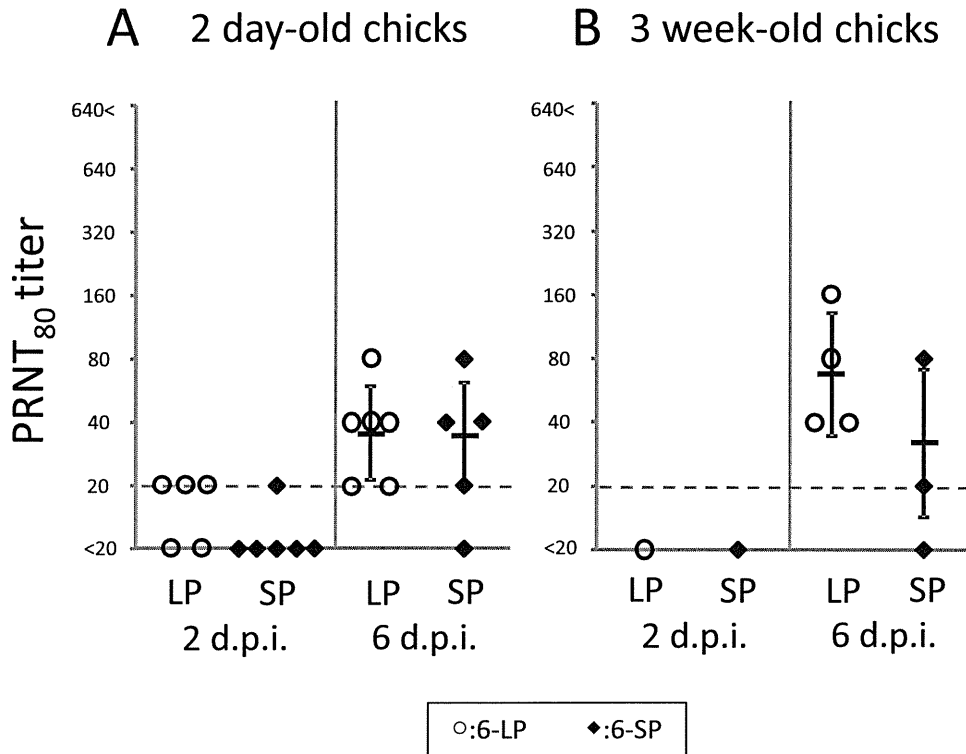 A 2 day-old chicks
B 3 week-old chicks
PRNT80 titer
640<
640
320
160
80
40
20
<20
LP SP LP SP
2 d.p.i. 6 d.p.i.
640<
640
320
160
80
40
20
<20
LP SP LP SP
2 d.p.i. 6 d.p.i.
○:6-LP ◆:6-SP